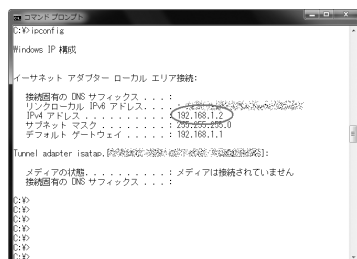 コマンド プロンプト
C:¥>ipconfig
Windows IP 構成
イーサネット アダプター ローカル エリア接続:
接続固有の DNS サフィックス . . . :
リンクローカル IPv6 アドレス. . . . . :
IPv4 アドレス . . . . . . . . . . : 192.168.1.2
サブネット マスク . . . . . . . . : 255.255.255.0
デフォルト ゲートウェイ . . . . . : 192.168.1.1
Tunnel adapter isatap.[ ]:
メディアの状態. . . . . . . . . . : メディアは接続されていません
接続固有の DNS サフィックス . . . :
C:¥>
C:¥>
C:¥>
C:¥>
C:¥>
C:¥>